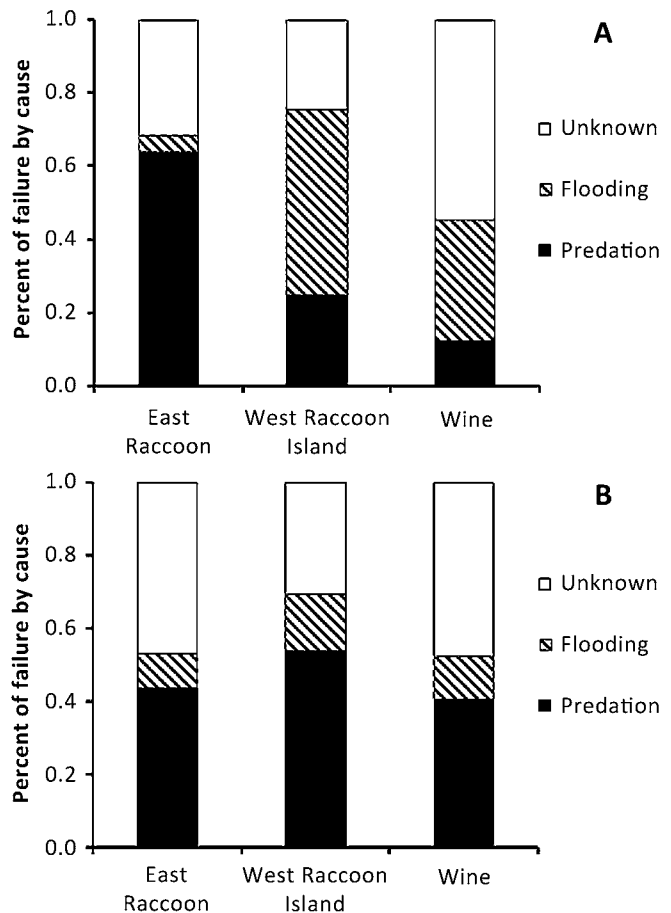 A
Percent of failure by cause
1.0
0.8
0.6
0.4
0.2
0.0
Unknown
Flooding
Predation
East
Raccoon
West Raccoon
Island
Wine
B
Percent of failure by cause
1.0
0.8
0.6
0.4
0.2
0.0
Unknown
Flooding
Predation
East
Raccoon
West Raccoon
Island
Wine